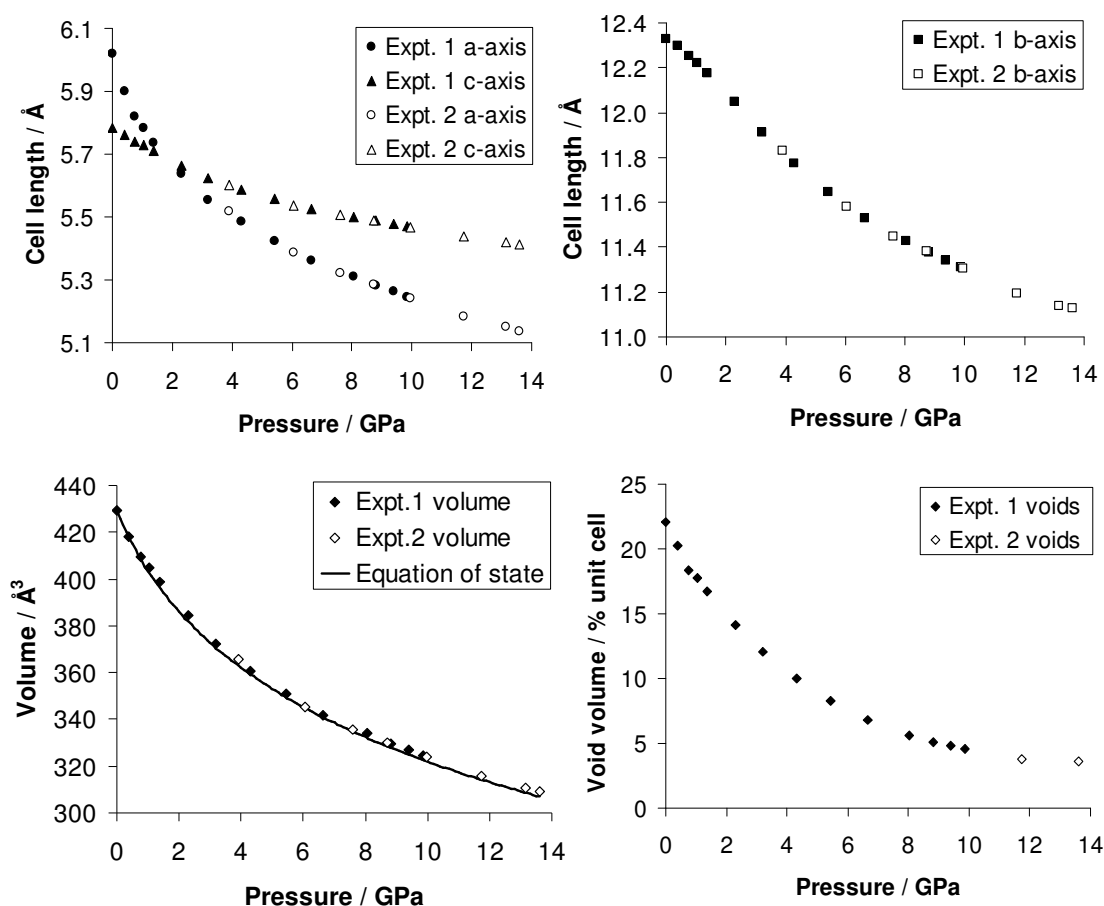 6.1
5.9
5.7
5.5
5.3
5.1
Cell length / Å
0 2 4 6 8 10 12 14
Pressure / GPa
Expt. 1 a-axis
Expt. 1 c-axis
Expt. 2 a-axis
Expt. 2 c-axis
12.4
12.2
12.0
11.8
11.6
11.4
11.2
11.0
Cell length / Å
0 2 4 6 8 10 12 14
Pressure / GPa
Expt. 1 b-axis
Expt. 2 b-axis
440
420
400
380
360
340
320
300
Volume / Å3
0 2 4 6 8 10 12 14
Pressure / GPa
Expt.1 volume
Expt.2 volume
Equation of state
25
20
15
10
5
0
Void volume / % unit cell
0 2 4 6 8 10 12 14
Pressure / GPa
Expt. 1 voids
Expt. 2 voids